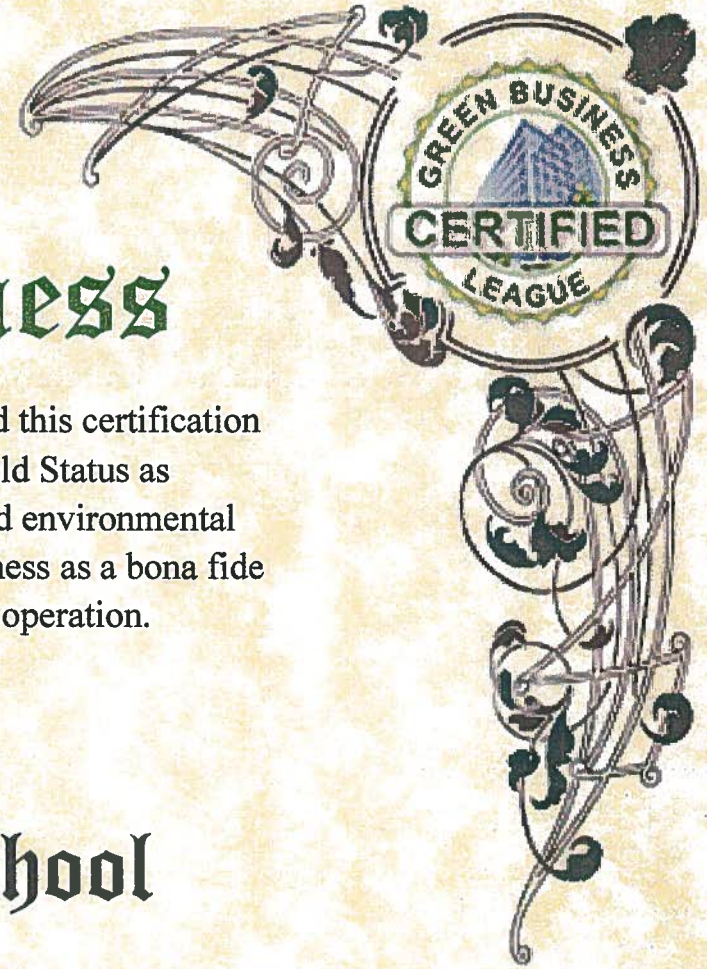 GREEN BUSINESS
CERTIFIED
LEAGUE
ness
d this certification
ld Status as
d environmental
ness as a bona fide
operation.
hool